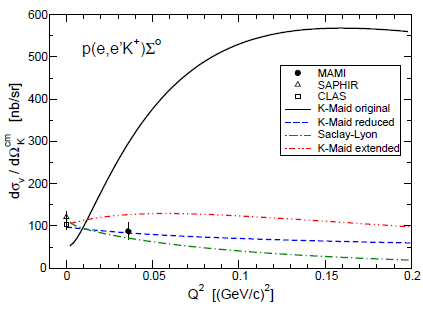 600
500
400
300
200
100
0
dσᵥ / dΩ_K^cm [nb/sr]
p(e,e'K⁺)Σ⁰
MAMI
SAPHIR
CLAS
K-Maid original
K-Maid reduced
Saclay-Lyon
K-Maid extended
0 0.05 0.1 0.15 0.2
Q² [(GeV/c)²]